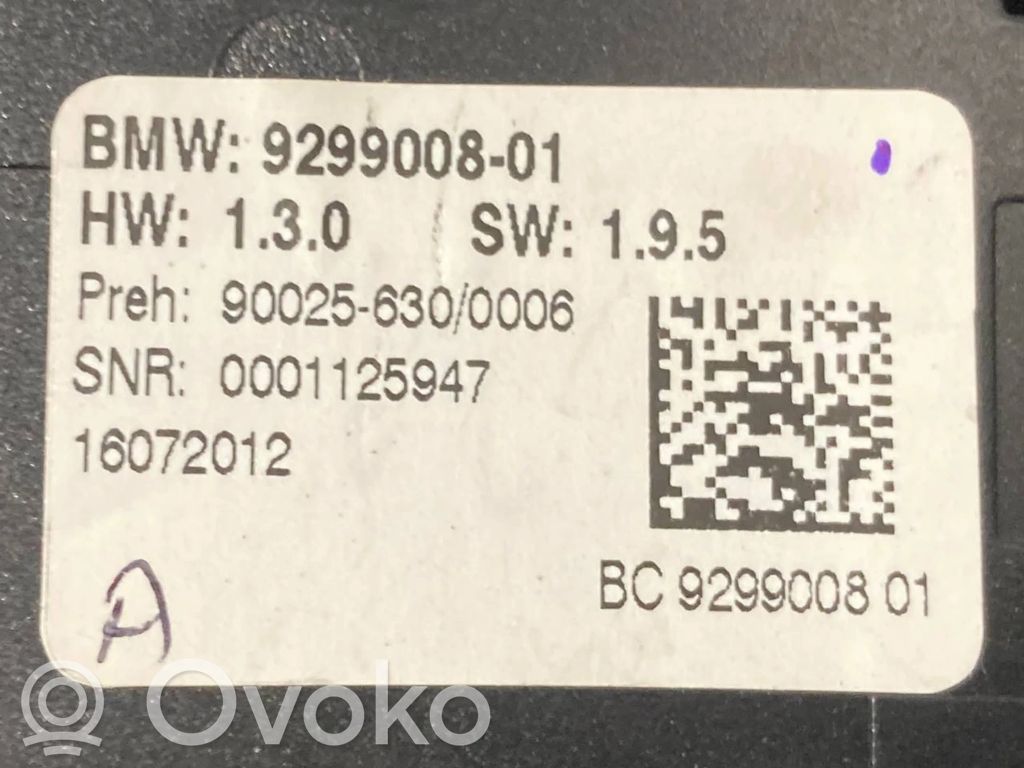 BMW: 9299008-01
HW: 1.3.0 SW: 1.9.5
Preh: 90025-630/0006
SNR: 0001125947
16072012
BC 9299008 01
A
Ovoko